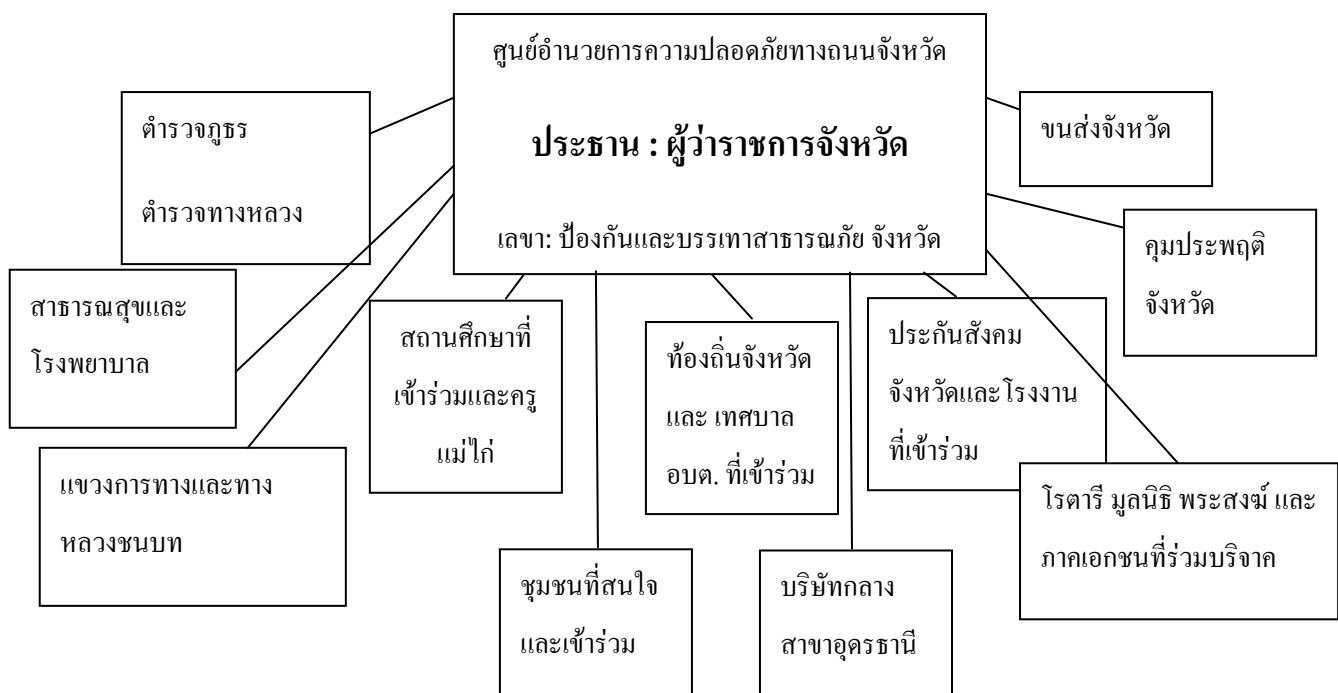 ศูนย์อำนวยการความปลอดภัยทางถนนจังหวัด
ประธาน : ผู้ว่าราชการจังหวัด
เลขา: ป้องกันและบรรเทาสาธารณภัย จังหวัด
ตำรวจภูธร
ตำรวจทางหลวง
ขนส่งจังหวัด
คุมประพฤติ
จังหวัด
สาธารณสุขและ
โรงพยาบาล
สถานศึกษาที่
เข้าร่วมและครู
แม่ไก่
ท้องถิ่นจังหวัด
และ เทศบาล
อบต. ที่เข้าร่วม
ประกันสังคม
จังหวัดและโรงงาน
ที่เข้าร่วม
แขวงการทางและทาง
หลวงชนบท
โรตารี มูลนิธิ พระสงฆ์ และ
ภาคเอกชนที่ร่วมบริจาค
ชุมชนที่สนใจ
และเข้าร่วม
บริษัทกลาง
สาขาอุดรธานี